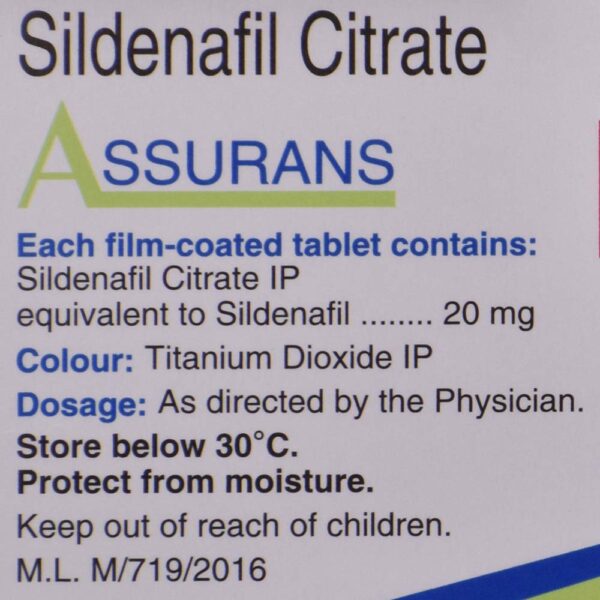 Sildenafil Citrate
ASSURANS
Each film-coated tablet contains:
Sildenafil Citrate IP
equivalent to Sildenafil ........ 20 mg
Colour: Titanium Dioxide IP
Dosage: As directed by the Physician.
Store below 30°C.
Protect from moisture.
Keep out of reach of children.
M.L. M/719/2016